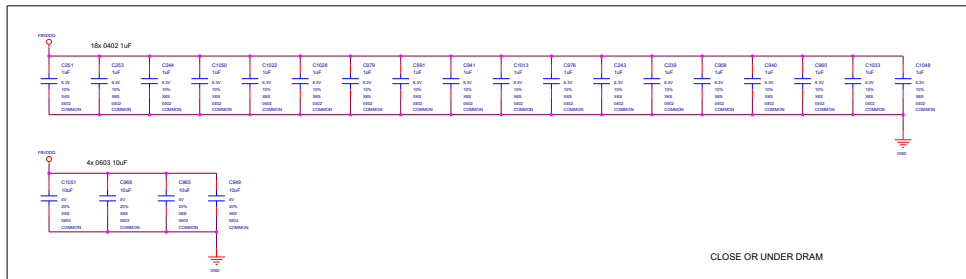 FBVDDQ
18x 0402 1uF
C251 C253 C244 C1050 C1022 C1028 C979 C991 C941 C1013 C976 C243 C239 C958 C940 C960 C1033 C1048
1uF 1uF 1uF 1uF 1uF 1uF 1uF 1uF 1uF 1uF 1uF 1uF 1uF 1uF 1uF 1uF 1uF 1uF
6.3V 6.3V 6.3V 6.3V 6.3V 6.3V 6.3V 6.3V 6.3V 6.3V 6.3V 6.3V 6.3V 6.3V 6.3V 6.3V 6.3V 6.3V
10% 10% 10% 10% 10% 10% 10% 10% 10% 10% 10% 10% 10% 10% 10% 10% 10% 10%
X6S X6S X6S X6S X6S X6S X6S X6S X6S X6S X6S X6S X6S X6S X6S X6S X6S X6S
0402 0402 0402 0402 0402 0402 0402 0402 0402 0402 0402 0402 0402 0402 0402 0402 0402 0402
COMMON COMMON COMMON COMMON COMMON COMMON COMMON COMMON COMMON COMMON COMMON COMMON COMMON COMMON COMMON COMMON COMMON COMMON
GND
FBVDDQ
4x 0603 10uF
C1051 C966 C965 C949
10uF 10uF 10uF 10uF
4V 4V 4V 4V
20% 20% 20% 20%
X6S X6S X6S X6S
0603 0603 0603 0603
COMMON COMMON COMMON COMMON
GND
CLOSE OR UNDER DRAM